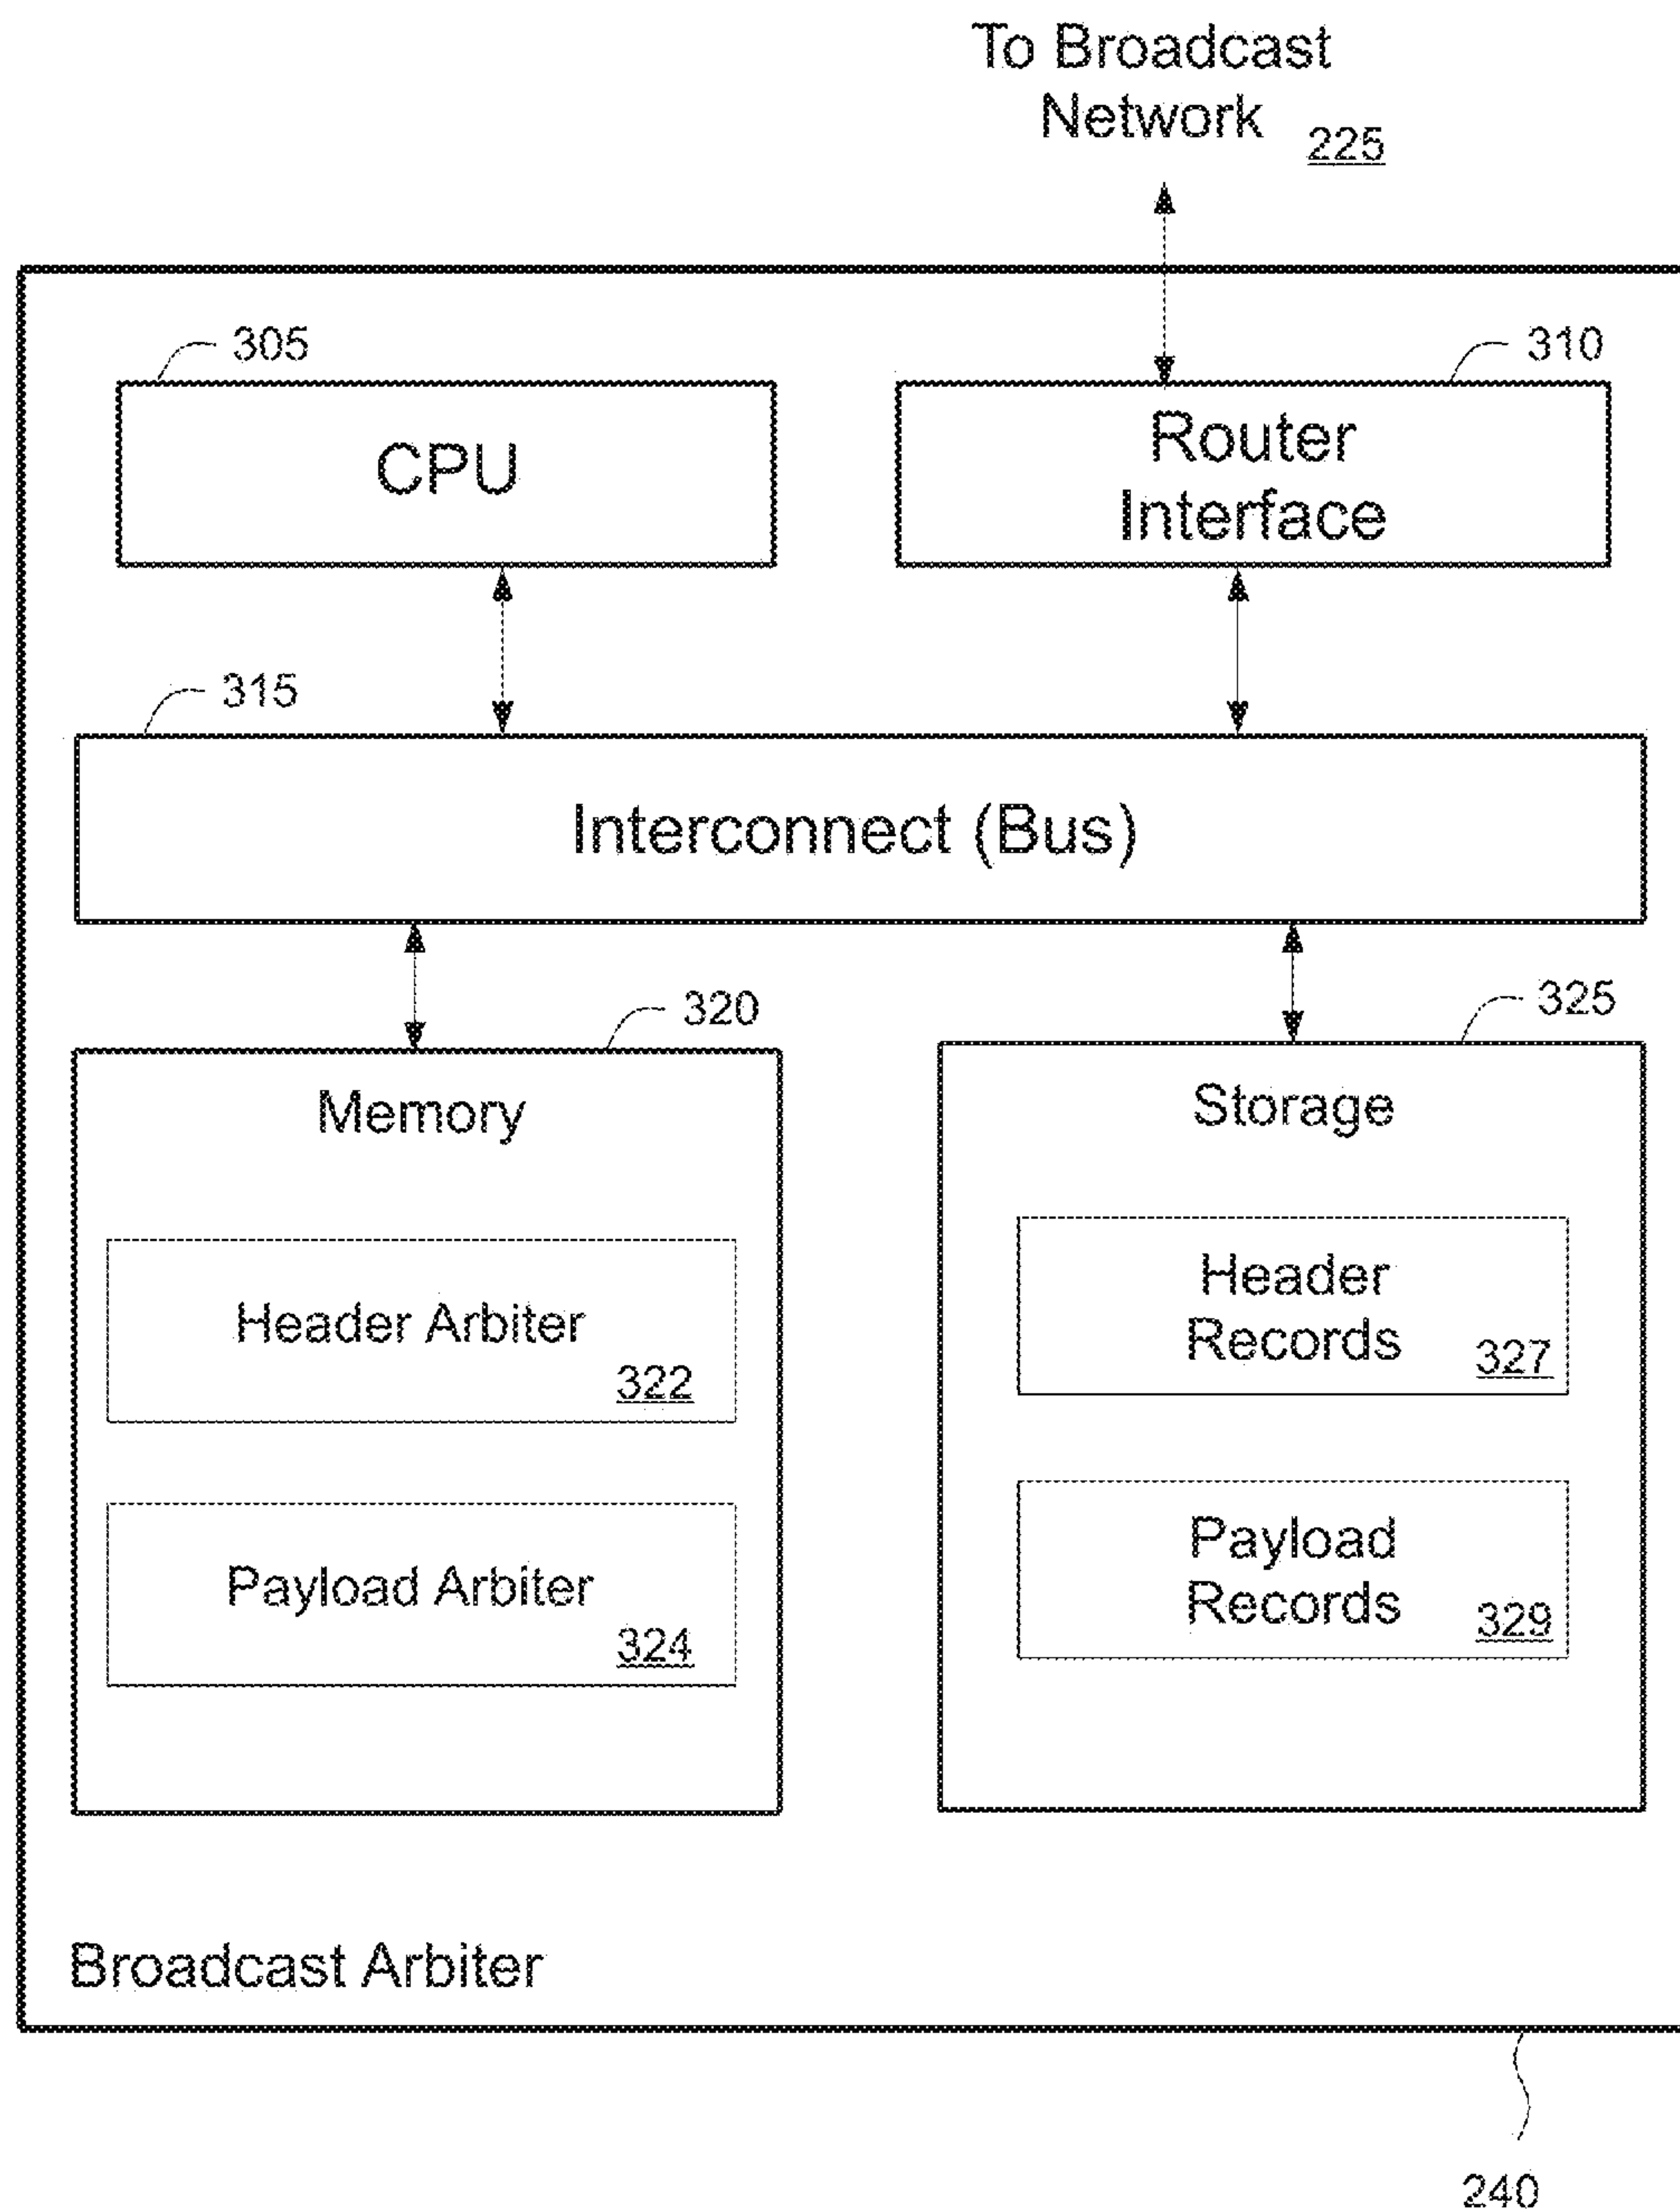 To Broadcast
Network 225
305
310
CPU
Router
Interface
315
Interconnect (Bus)
320
325
Memory
Storage
Header Arbiter
322
Header
Records 327
Payload Arbiter
324
Payload
Records 329
Broadcast Arbiter
240